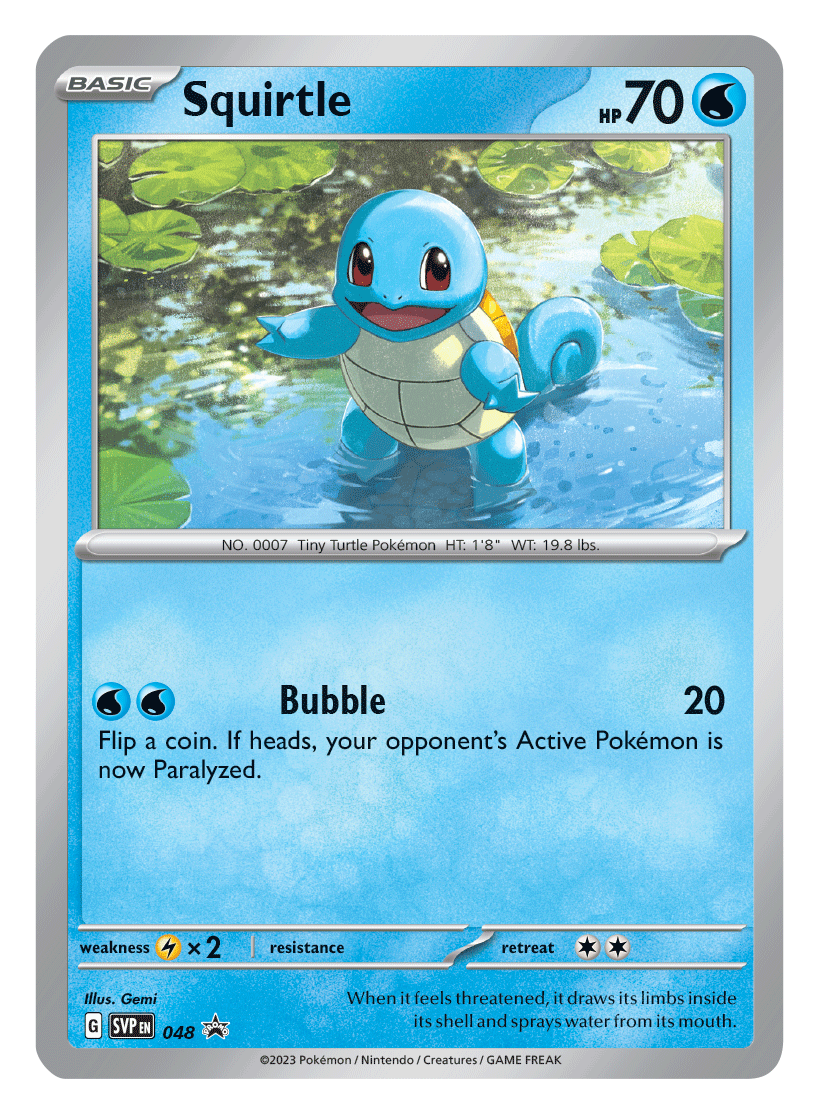 BASIC Squirtle HP 70
NO. 0007 Tiny Turtle Pokémon HT: 1'8" WT: 19.8 lbs.
Bubble 20
Flip a coin. If heads, your opponent's Active Pokémon is
now Paralyzed.
weakness ×2 resistance retreat
Illus. Gemi
When it feels threatened, it draws its limbs inside
its shell and sprays water from its mouth.
G SVP EN 048 PROMO
©2023 Pokémon / Nintendo / Creatures / GAME FREAK